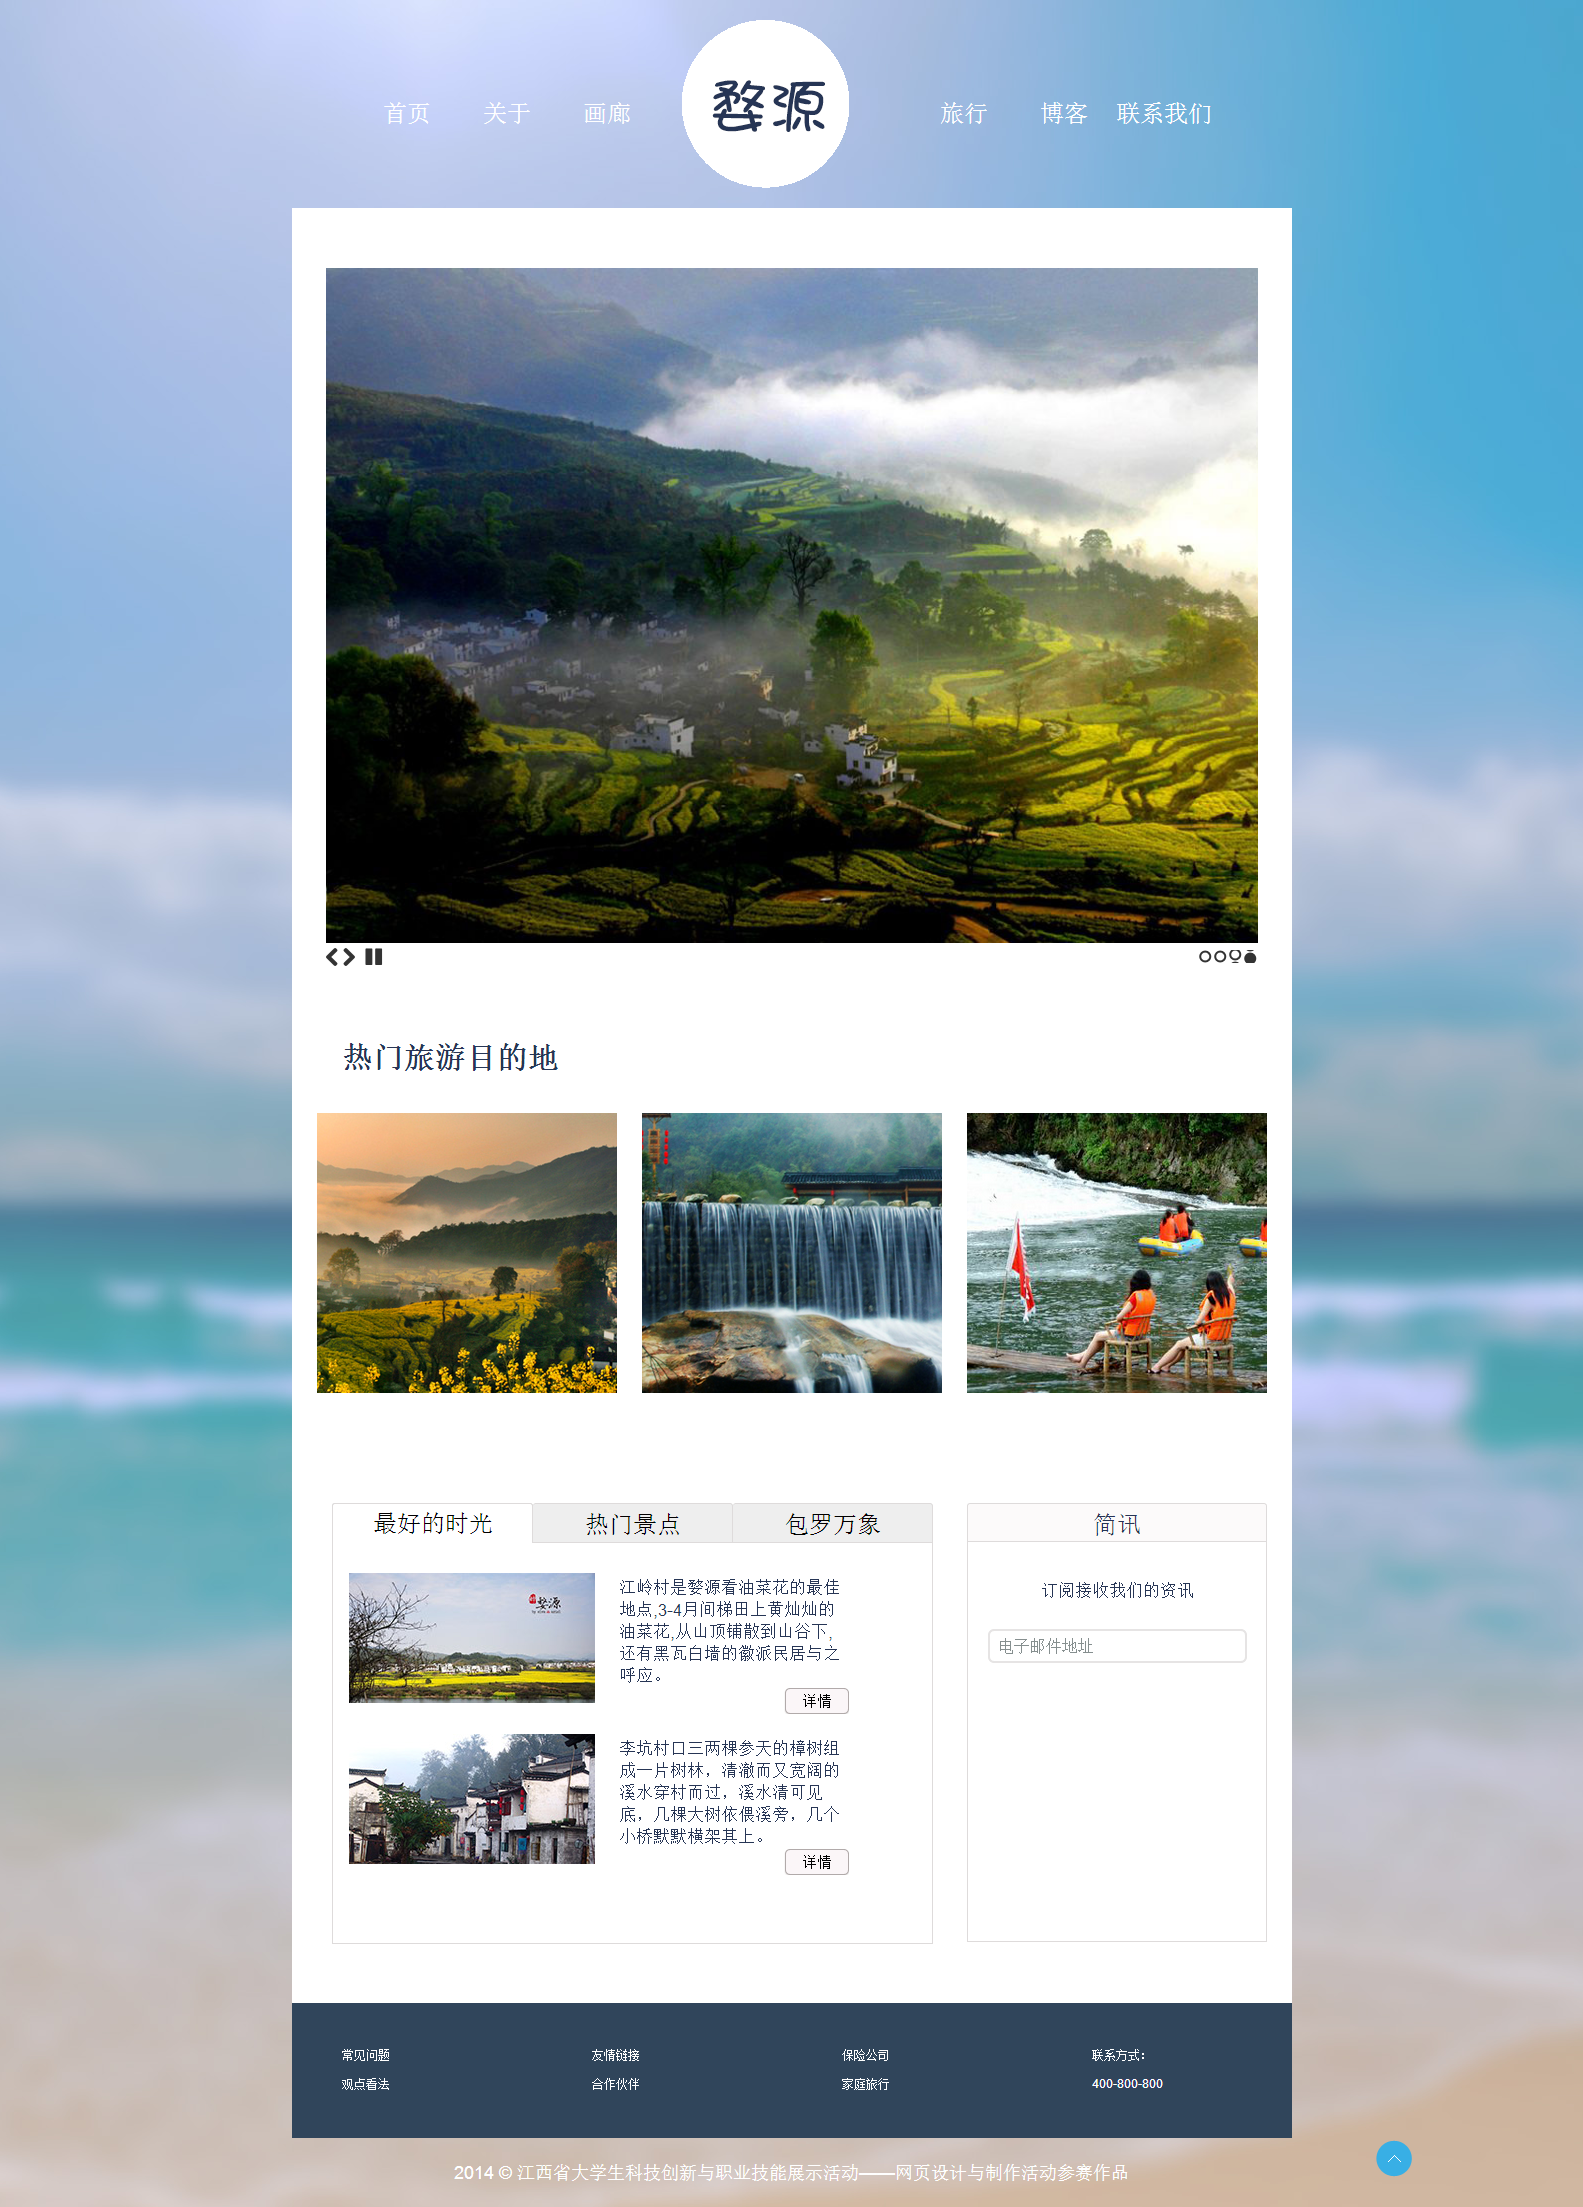 首页
关于
画廊
婺源
旅行
博客
联系我们
热门旅游目的地
最好的时光
热门景点
包罗万象
婺源
江岭村是婺源看油菜花的最佳
地点,3-4月间梯田上黄灿灿的
油菜花,从山顶铺散到山谷下,
还有黑瓦白墙的徽派民居与之
呼应。
详情
李坑村口三两棵参天的樟树组
成一片树林，清澈而又宽阔的
溪水穿村而过，溪水清可见
底，几棵大树依偎溪旁，几个
小桥默默横架其上。
详情
简讯
订阅接收我们的资讯
电子邮件地址
常见问题
观点看法
友情链接
合作伙伴
保险公司
家庭旅行
联系方式：
400-800-800
2014 © 江西省大学生科技创新与职业技能展示活动——网页设计与制作活动参赛作品